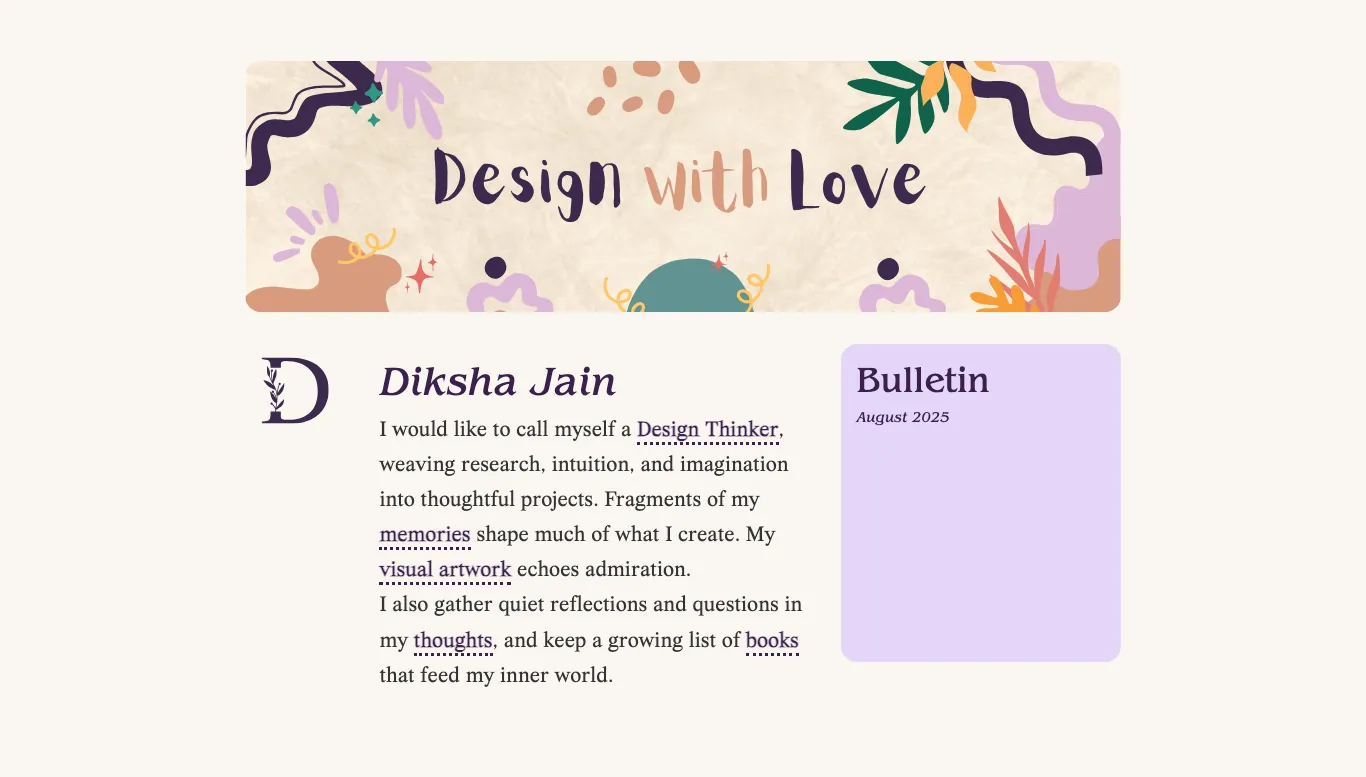 Design with Love
D
Diksha Jain
I would like to call myself a Design Thinker,
weaving research, intuition, and imagination
into thoughtful projects. Fragments of my
memories shape much of what I create. My
visual artwork echoes admiration.
I also gather quiet reflections and questions in
my thoughts, and keep a growing list of books
that feed my inner world.
Bulletin
August 2025